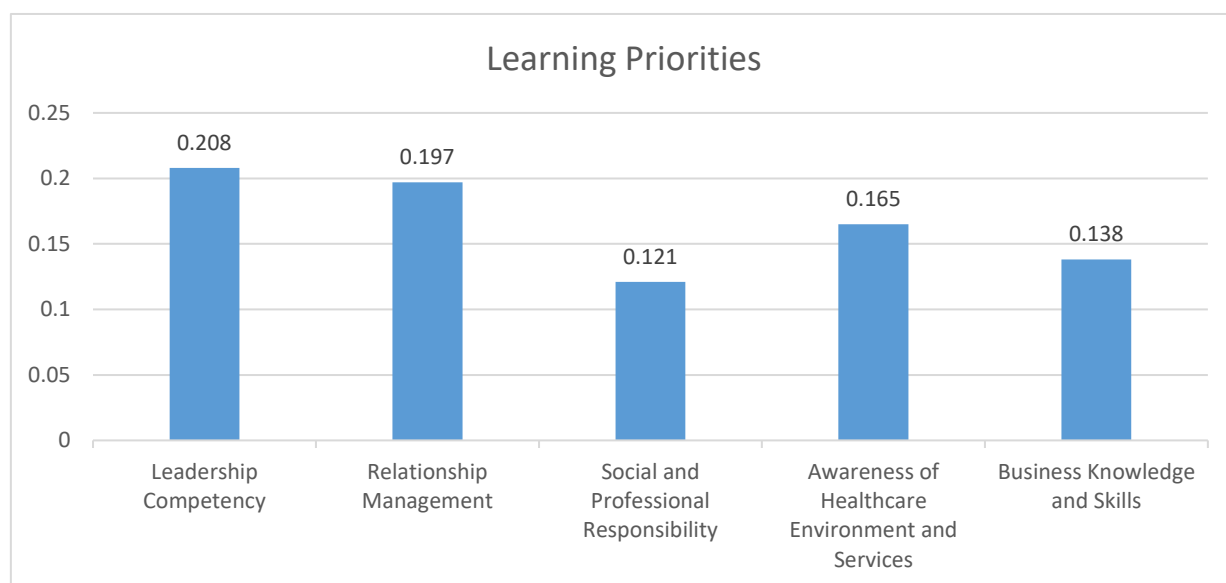 Learning Priorities
0.25
0.2
0.15
0.1
0.05
0
0.208
0.197
0.121
0.165
0.138
Leadership
Competency
Relationship
Management
Social and
Professional
Responsibility
Awareness of
Healthcare
Environment and
Services
Business Knowledge
and Skills